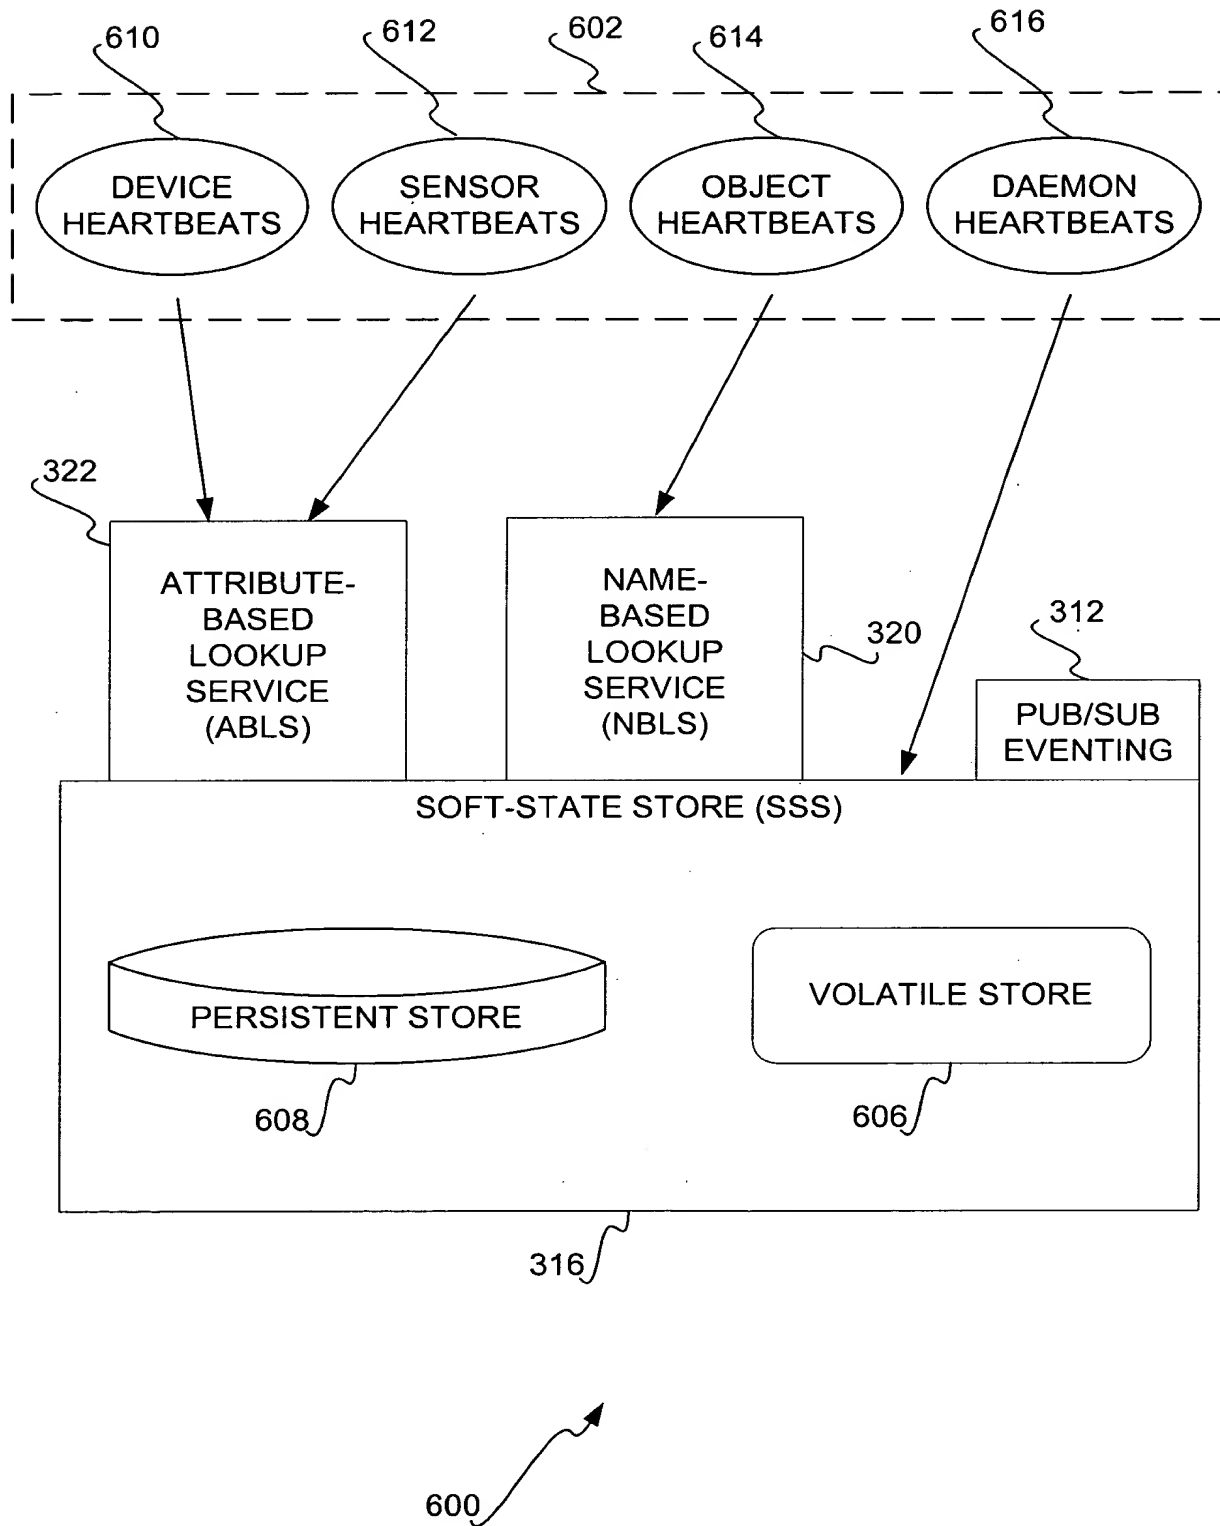 610
612
602
614
616
DEVICE
HEARTBEATS
SENSOR
HEARTBEATS
OBJECT
HEARTBEATS
DAEMON
HEARTBEATS
322
ATTRIBUTE-
BASED
LOOKUP
SERVICE
(ABLS)
NAME-
BASED
LOOKUP
SERVICE
(NBLS)
320
312
PUB/SUB
EVENTING
SOFT-STATE STORE (SSS)
PERSISTENT STORE
VOLATILE STORE
608
606
316
600